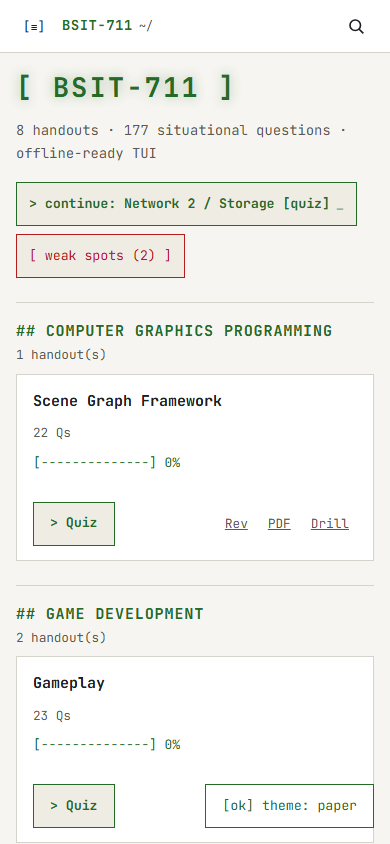 [≡] BSIT-711 ~/
[ BSIT-711 ]
8 handouts · 177 situational questions ·
offline-ready TUI
> continue: Network 2 / Storage [quiz] _
[ weak spots (2) ]
## COMPUTER GRAPHICS PROGRAMMING
1 handout(s)
Scene Graph Framework
22 Qs
[--------------] 0%
> Quiz Rev PDF Drill
## GAME DEVELOPMENT
2 handout(s)
Gameplay
23 Qs
[--------------] 0%
> Quiz [ok] theme: paper